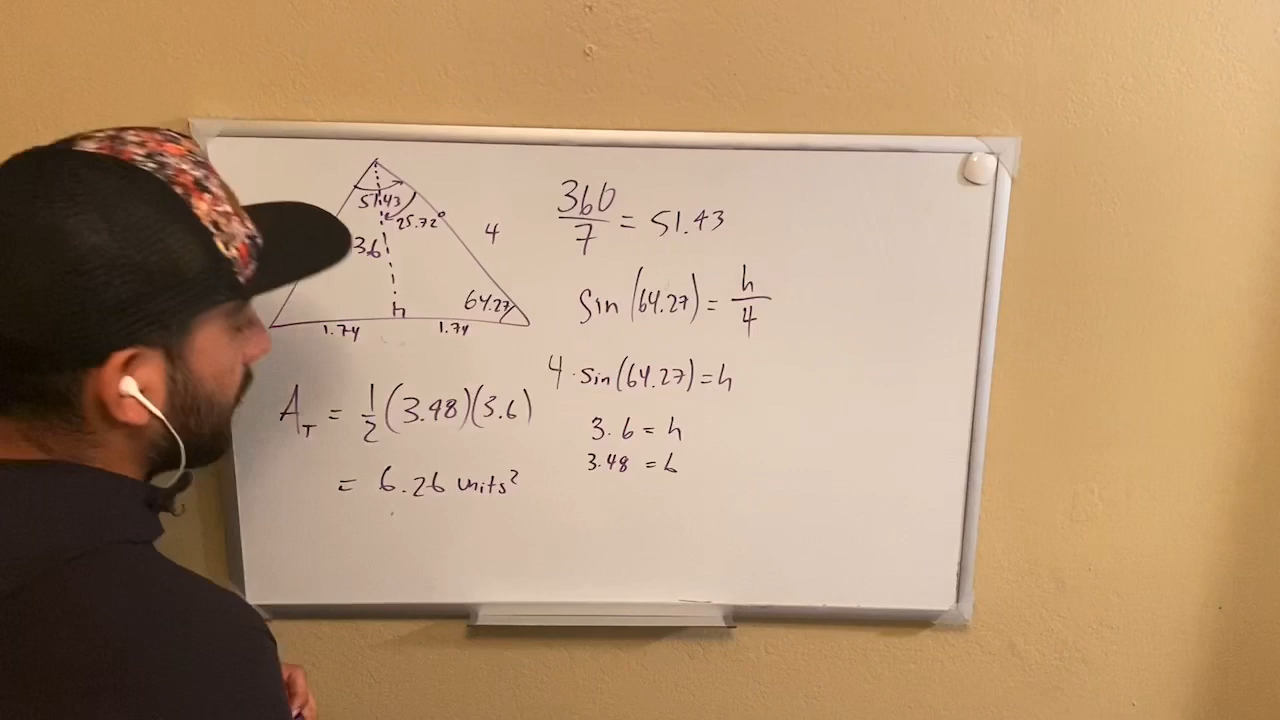 51.43
25.72°
3.6
4
64.27
h
1.74 1.74
A_T = 1/2 (3.48)(3.6)
= 6.26 units²
360/7 = 51.43
Sin(64.27) = h/4
4 · sin(64.27) = h
3.6 = h
3.48 = b